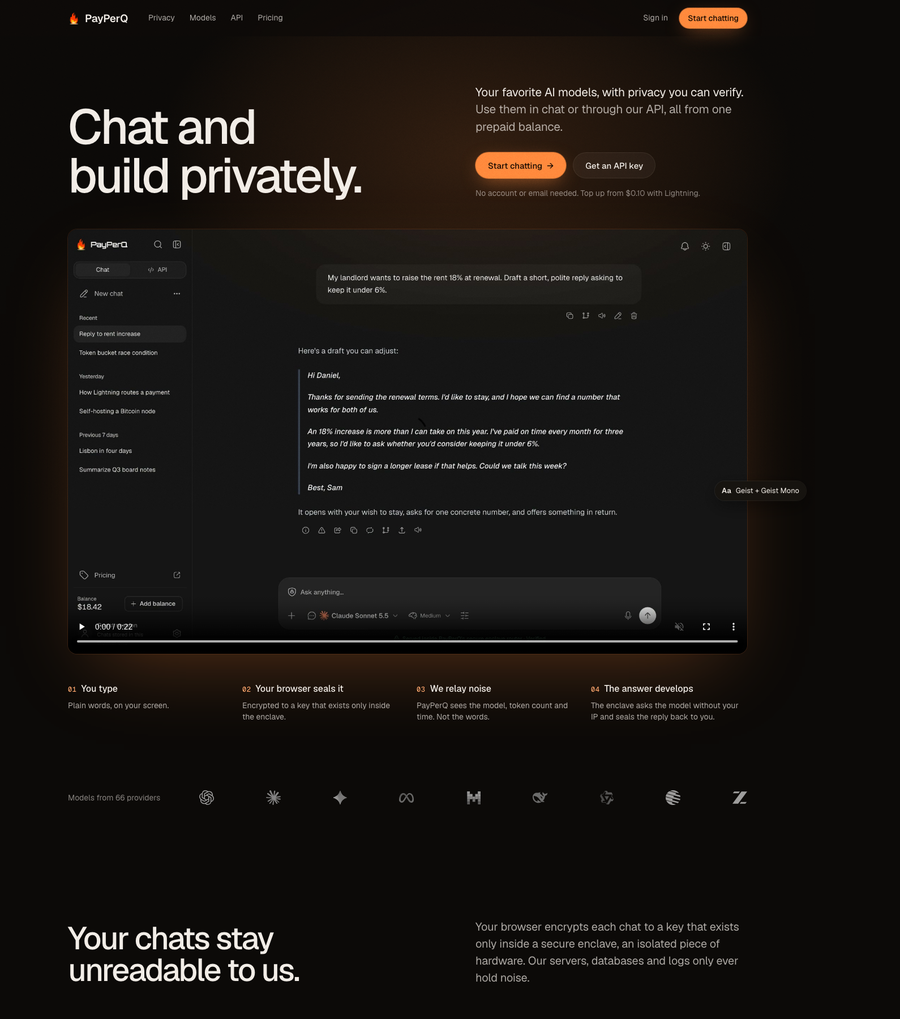 PayPerQ
Privacy
Models
API
Pricing
Sign in
Start chatting
Chat and
build privately.
Your favorite AI models, with privacy you can verify.
Use them in chat or through our API, all from one
prepaid balance.
Start chatting →
Get an API key
No account or email needed. Top up from $0.10 with Lightning.
PayPerQ
Chat
API
New chat
Recent
Reply to rent increase
Token bucket race condition
Yesterday
How Lightning routes a payment
Self-hosting a Bitcoin node
Previous 7 days
Lisbon in four days
Summarize Q3 board notes
Pricing
Balance
$18.42
+ Add balance
0:00 / 0:22
My landlord wants to raise the rent 18% at renewal. Draft a short, polite reply asking to
keep it under 6%.
Here's a draft you can adjust:
Hi Daniel,
Thanks for sending the renewal terms. I'd like to stay, and I hope we can find a number that
works for both of us.
An 18% increase is more than I can take on this year. I've paid on time every month for three
years, so I'd like to ask whether you'd consider keeping it under 6%.
I'm also happy to sign a longer lease if that helps. Could we talk this week?
Best, Sam
It opens with your wish to stay, asks for one concrete number, and offers something in return.
Ask anything...
Claude Sonnet 5.5
Medium
Aa Geist + Geist Mono
01 You type
Plain words, on your screen.
02 Your browser seals it
Encrypted to a key that exists only inside
the enclave.
03 We relay noise
PayPerQ sees the model, token count and
time. Not the words.
04 The answer develops
The enclave asks the model without your
IP and seals the reply back to you.
Models from 66 providers
Your chats stay
unreadable to us.
Your browser encrypts each chat to a key that exists
only inside a secure enclave, an isolated piece of
hardware. Our servers, databases and logs only ever
hold noise.